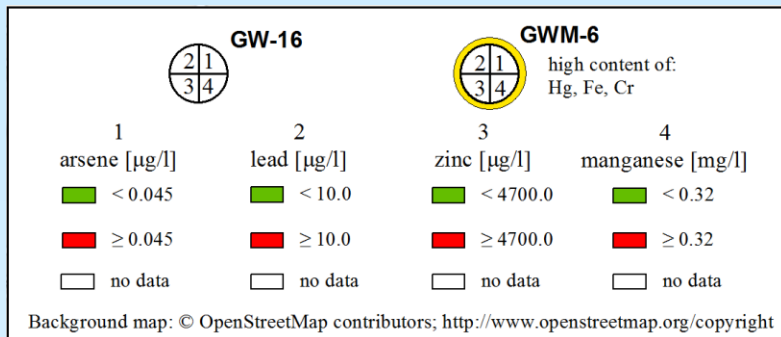 GW-16 GWM-6
2 1 2 1 high content of:
3 4 3 4 Hg, Fe, Cr
1 2 3 4
arsene [µg/l] lead [µg/l] zinc [µg/l] manganese [mg/l]
< 0.045 < 10.0 < 4700.0 < 0.32
≥ 0.045 ≥ 10.0 ≥ 4700.0 ≥ 0.32
no data no data no data no data
Background map: © OpenStreetMap contributors; http://www.openstreetmap.org/copyright